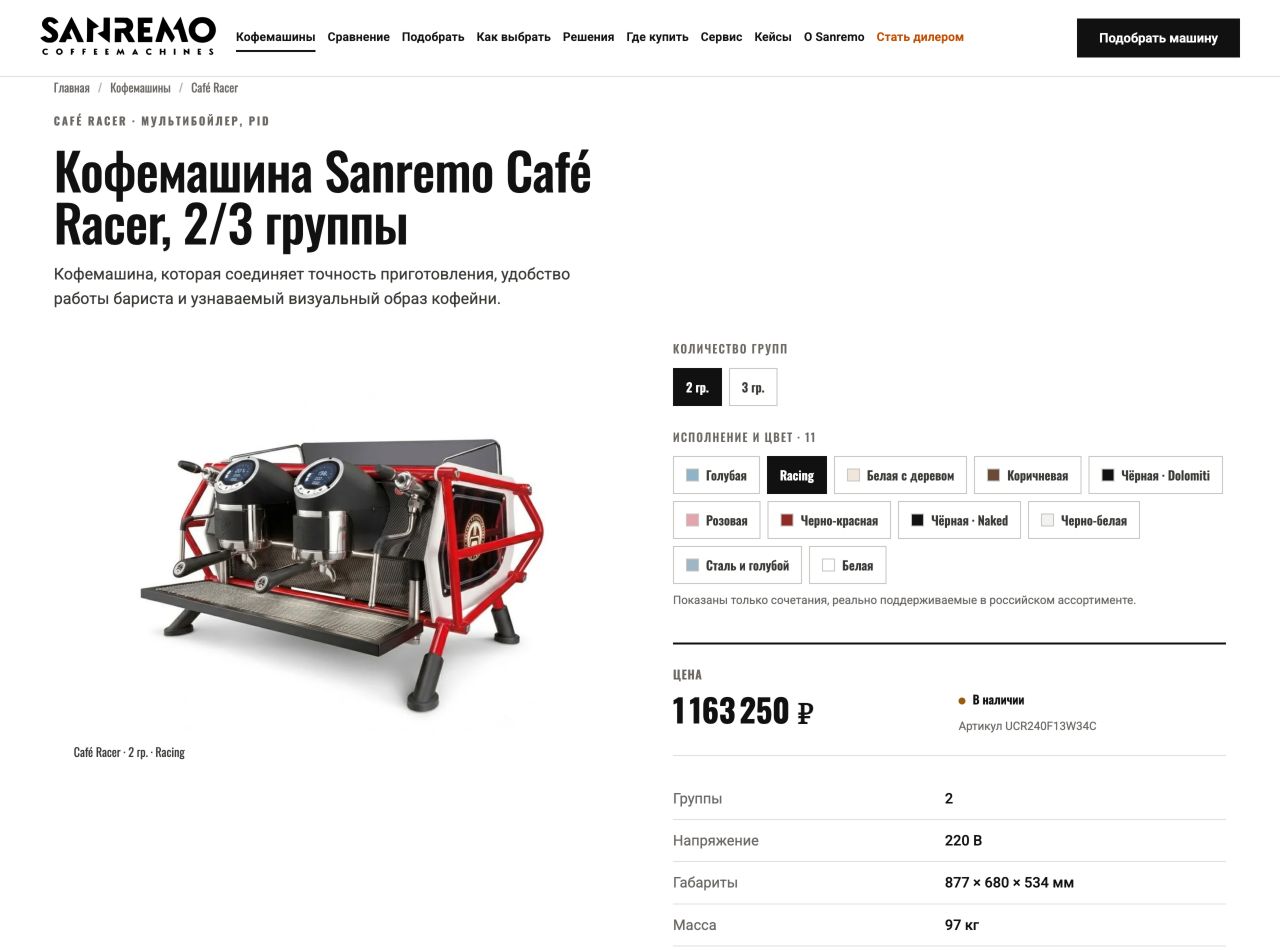 SANREMO
COFFEEMACHINES
Кофемашины Сравнение Подобрать Как выбрать Решения Где купить Сервис Кейсы О Sanremo Стать дилером
Подобрать машину
Главная / Кофемашины / Café Racer
CAFÉ RACER · МУЛЬТИБОЙЛЕР, PID
Кофемашина Sanremo Café
Racer, 2/3 группы
Кофемашина, которая соединяет точность приготовления, удобство
работы бариста и узнаваемый визуальный образ кофейни.
КОЛИЧЕСТВО ГРУПП
2 гр. 3 гр.
ИСПОЛНЕНИЕ И ЦВЕТ · 11
Голубая Racing Белая с деревом Коричневая Чёрная · Dolomiti
Розовая Черно-красная Чёрная · Naked Черно-белая
Сталь и голубой Белая
Показаны только сочетания, реально поддерживаемые в российском ассортименте.
ЦЕНА
1 163 250 ₽
В наличии
Артикул UCR240F13W34C
Café Racer · 2 гр. · Racing
Группы 2
Напряжение 220 В
Габариты 877 × 680 × 534 мм
Масса 97 кг